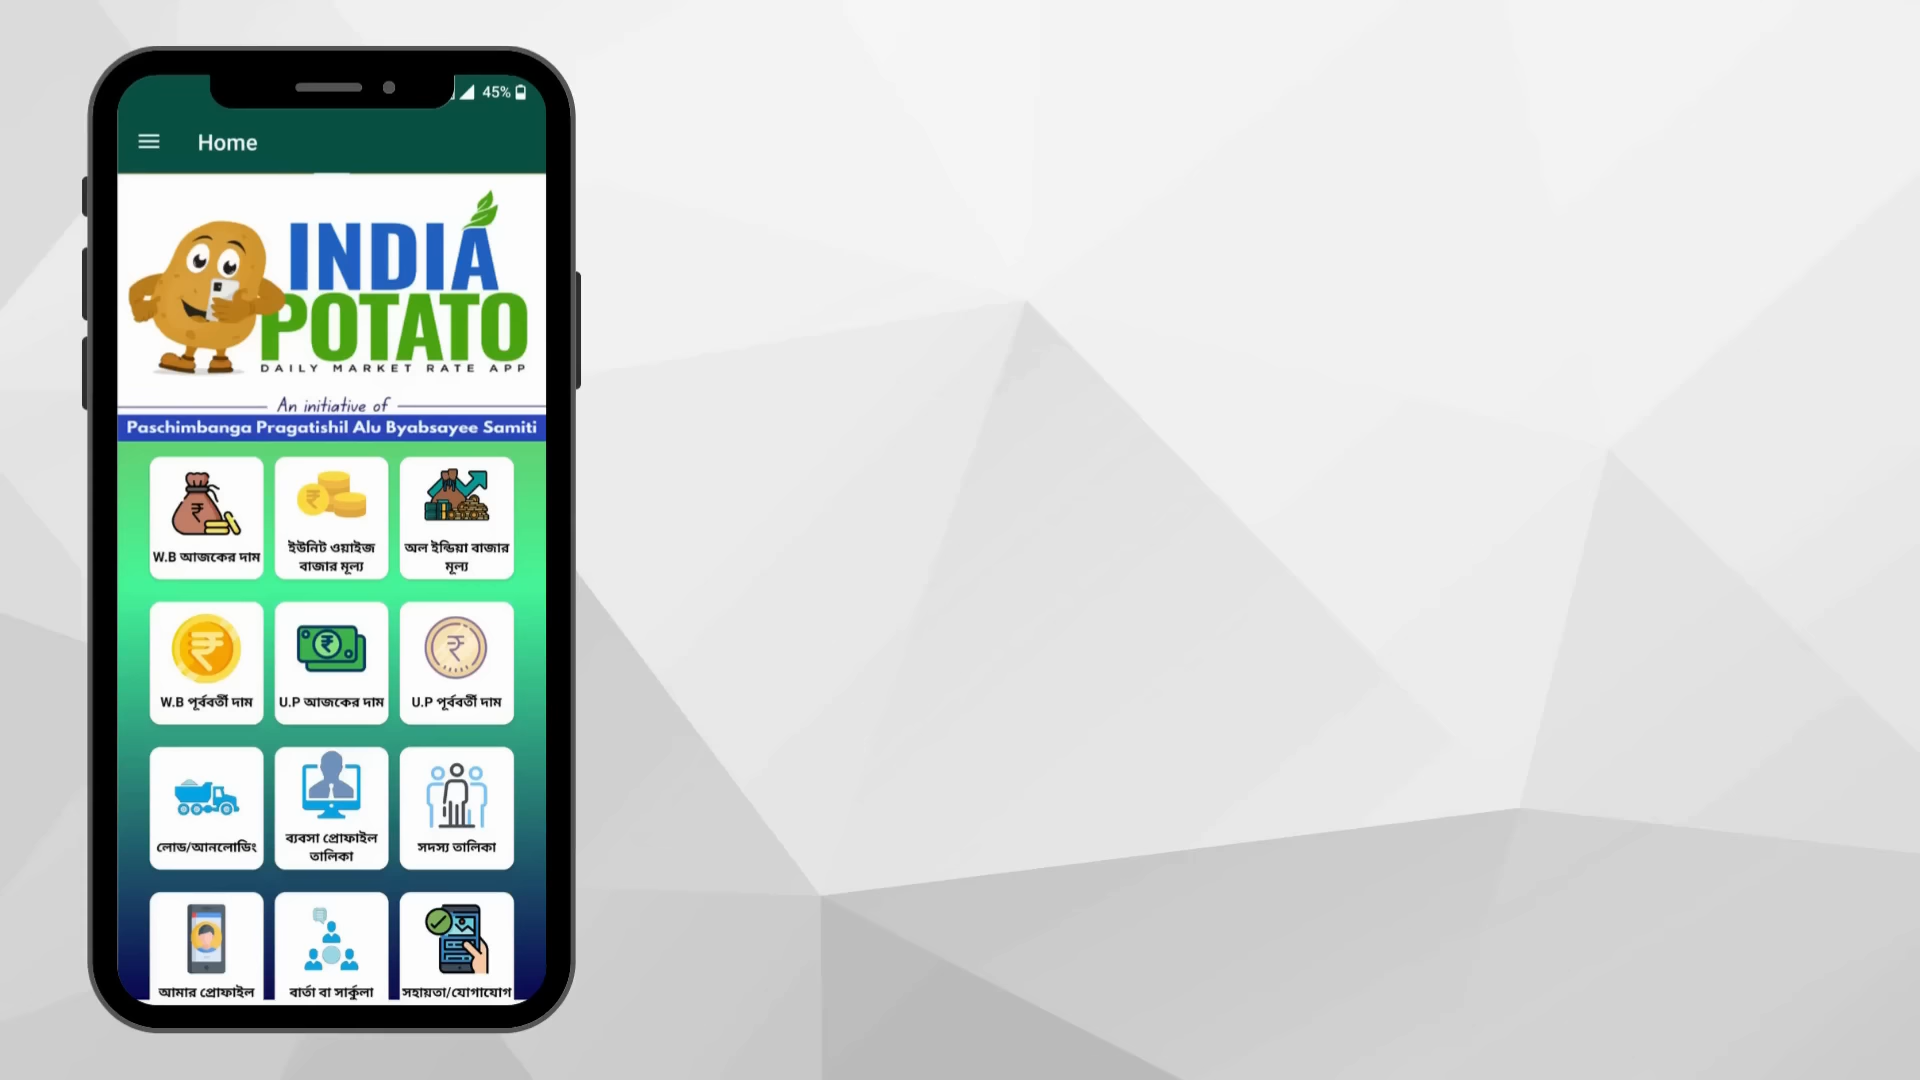 45%
Home
INDIA
POTATO
DAILY MARKET RATE APP
An initiative of
Paschimbanga Pragatishil Alu Byabsayee Samiti
W.B আজকের দাম
ইউনিট ওয়াইজ
বাজার মূল্য
অল ইন্ডিয়া বাজার
মূল্য
W.B পূর্ববর্তী দাম
U.P আজকের দাম
U.P পূর্ববর্তী দাম
লোড/আনলোডিং
ব্যবসা প্রোফাইল
তালিকা
সদস্য তালিকা
আমার প্রোফাইল
বার্তা বা সার্কুলা
সহায়তা/যোগাযোগ